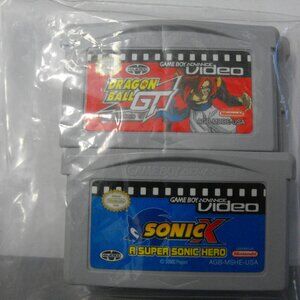 GAME BOY ADVANCE
Video
DRAGON
BALL
GT
Nintendo
GAME BOY ADVANCE
Video
SONIC X
A SUPER SONIC HERO
Nintendo
AGB-MSHE-USA